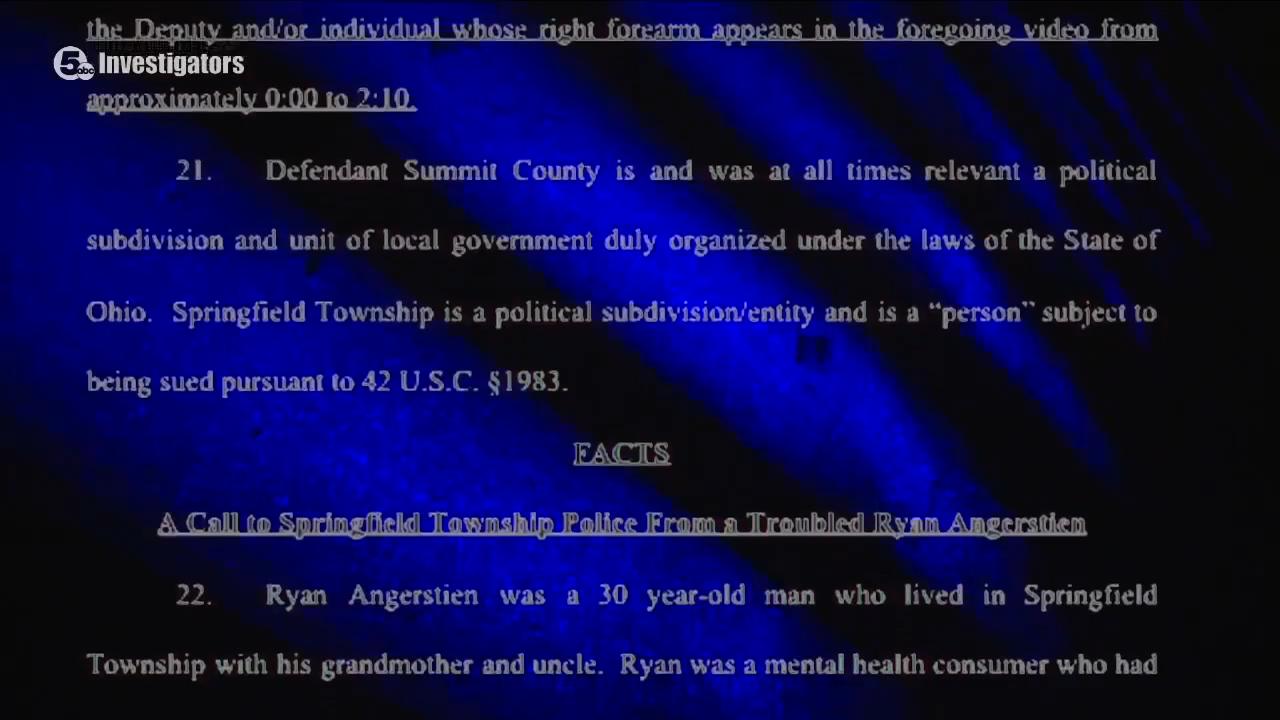 the Deputy and/or individual whose right forearm appears in the foregoing video from
5 abc Investigators
approximately 0:00 to 2:10.
21. Defendant Summit County is and was at all times relevant a political
subdivision and unit of local government duly organized under the laws of the State of
Ohio. Springfield Township is a political subdivision/entity and is a “person” subject to
being sued pursuant to 42 U.S.C. §1983.
FACTS
A Call to Springfield Township Police From a Troubled Ryan Angerstien
22. Ryan Angerstien was a 30 year-old man who lived in Springfield
Township with his grandmother and uncle. Ryan was a mental health consumer who had